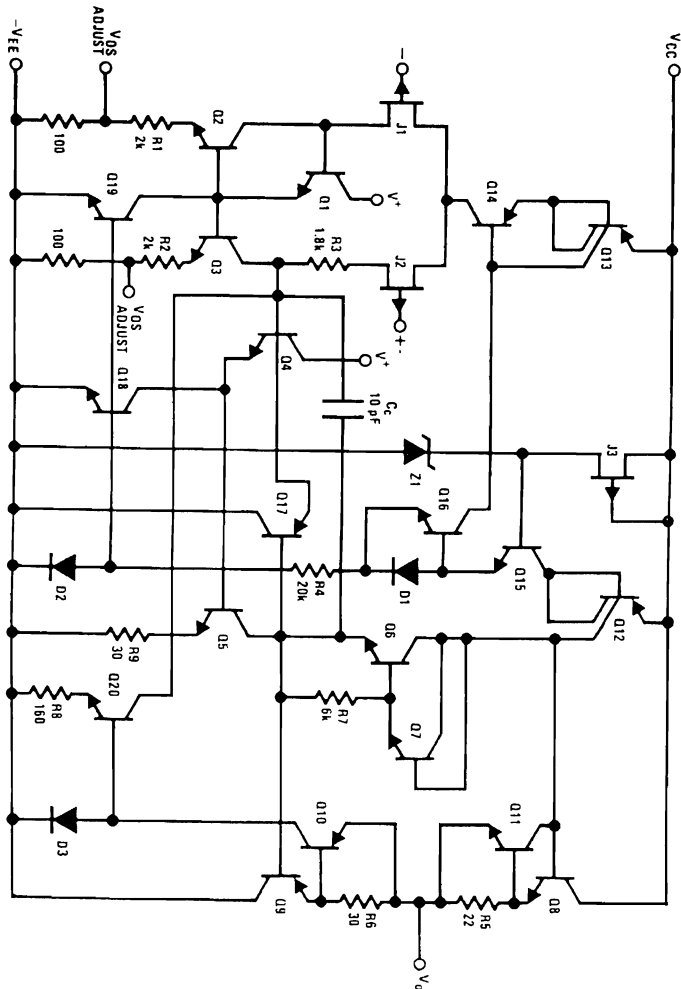 VCC
Q13
J3
Q12
Q14
Q15
Q11
Q8
J1
J2
Z1
Q16
D1
Q6
Q7
R5
22
VO
-
+-
V+
Q1
R3
1.8k
V+
Q4
CC
10 pF
Q17
R4
20k
R7
6k
Q10
R6
30
Q9
Q2
Q3
Q5
R1
2k
Q19
R2
2k
Q18
Q20
VOS
ADJUST
100
100
VOS
ADJUST
D2
R9
30
R8
160
D3
-VEE